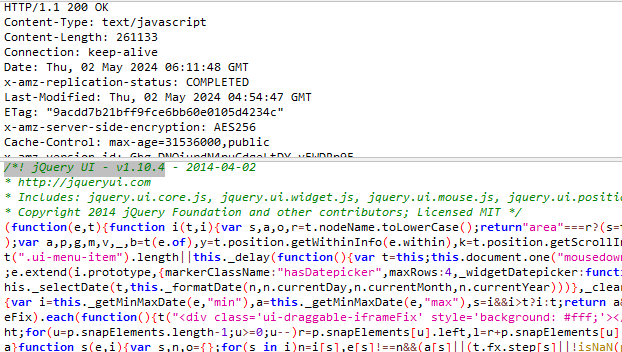 HTTP/1.1 200 OK
Content-Type: text/javascript
Content-Length: 261133
Connection: keep-alive
Date: Thu, 02 May 2024 06:11:48 GMT
x-amz-replication-status: COMPLETED
Last-Modified: Thu, 02 May 2024 04:54:47 GMT
ETag: "9acdd7b21bff9fce6bb60e0105d4234c"
x-amz-server-side-encryption: AES256
Cache-Control: max-age=31536000,public
x-amz-version-id:
/*! jQuery UI - v1.10.4 - 2014-04-02
* http://jqueryui.com
* Includes: jquery.ui.core.js, jquery.ui.widget.js, jquery.ui.mouse.js, jquery.ui.positio
* Copyright 2014 jQuery Foundation and other contributors; Licensed MIT */
(function(e,t){function i(t,i){var s,a,o,r=t.nodeName.toLowerCase();return"area"===r?(s=t
);var a,p,g,m,v,_,b=t(e.of),y=t.position.getWithinInfo(e.within),k=t.position.getScrollIn
t(".ui-menu-item").length||this._delay(function(){var t=this;this.document.one("mousedown
;e.extend(i.prototype,{markerClassName:"hasDatepicker",maxRows:4,_widgetDatepicker:functi
his._selectDate(t,this._formatDate(n,n.currentDay,n.currentMonth,n.currentYear)))},_clear
{var i=this._getMinMaxDate(e,"min"),a=this._getMinMaxDate(e,"max"),s=i&&i>t?i:t;return a&
eFix).each(function(){t("<div class='ui-draggable-iframeFix' style='background: #fff;'></
ht;for(u=p.snapElements.length-1;u>=0;u--)r=p.snapElements[u].left,l=r+p.snapElements[u]
a}function s(e,i){var s,n,o={};for(s in i)n=i[s],e[s]!==n&&(a[s]||(t.fx.step[s]||!isNaN(